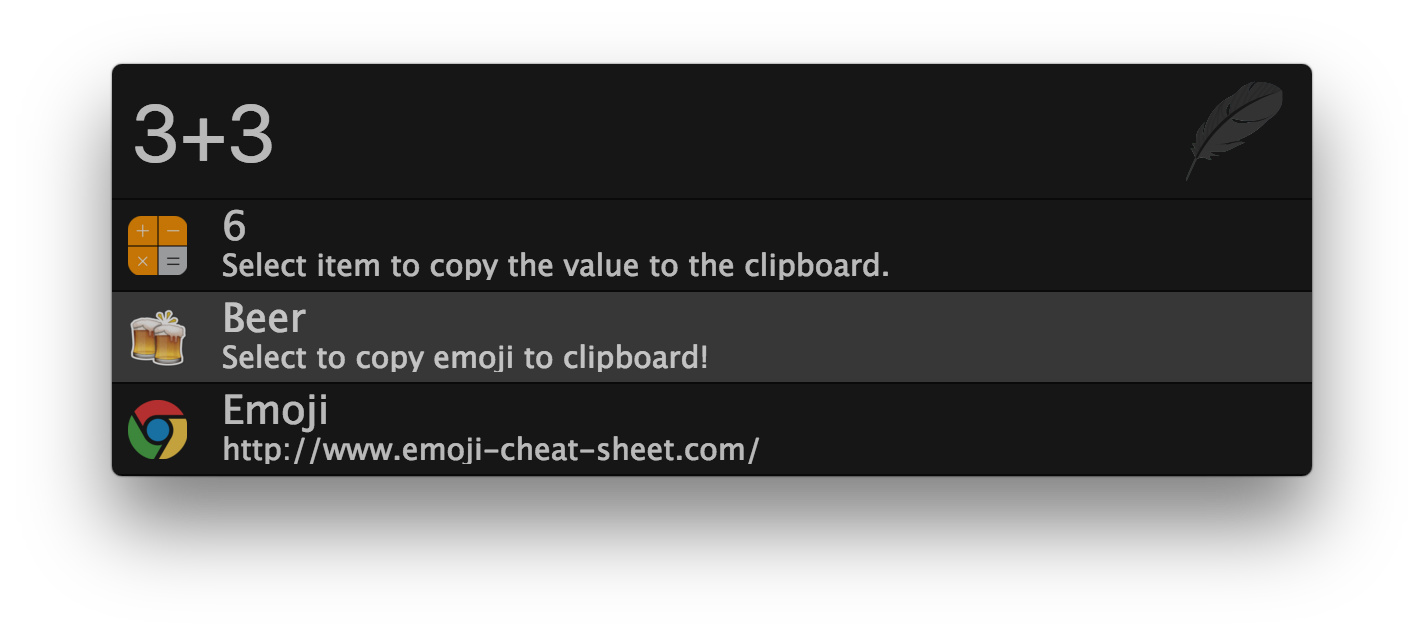 3+3
6
Select item to copy the value to the clipboard.
Beer
Select to copy emoji to clipboard!
Emoji
http://www.emoji-cheat-sheet.com/